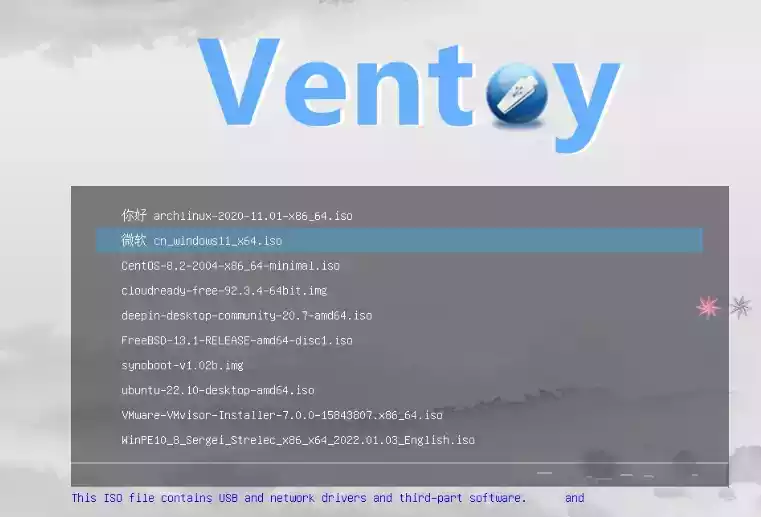 Ventoy
你好 archlinux-2020-11.01-x86_64.iso
微软 cn_windows11_x64.iso
CentOS-8.2-2004-x86_64-minimal.iso
cloudready-free-92.3.4-64bit.img
deepin-desktop-community-20.7-amd64.iso
FreeBSD-13.1-RELEASE-amd64-disc1.iso
synoboot-v1.02b.img
ubuntu-22.10-desktop-amd64.iso
VMware-VMvisor-Installer-7.0.0-15843807.x86_64.iso
WinPE10_8_Sergei_Strelec_x86_x64_2022.01.03_English.iso
This ISO file contains USB and network drivers and third-part software. and